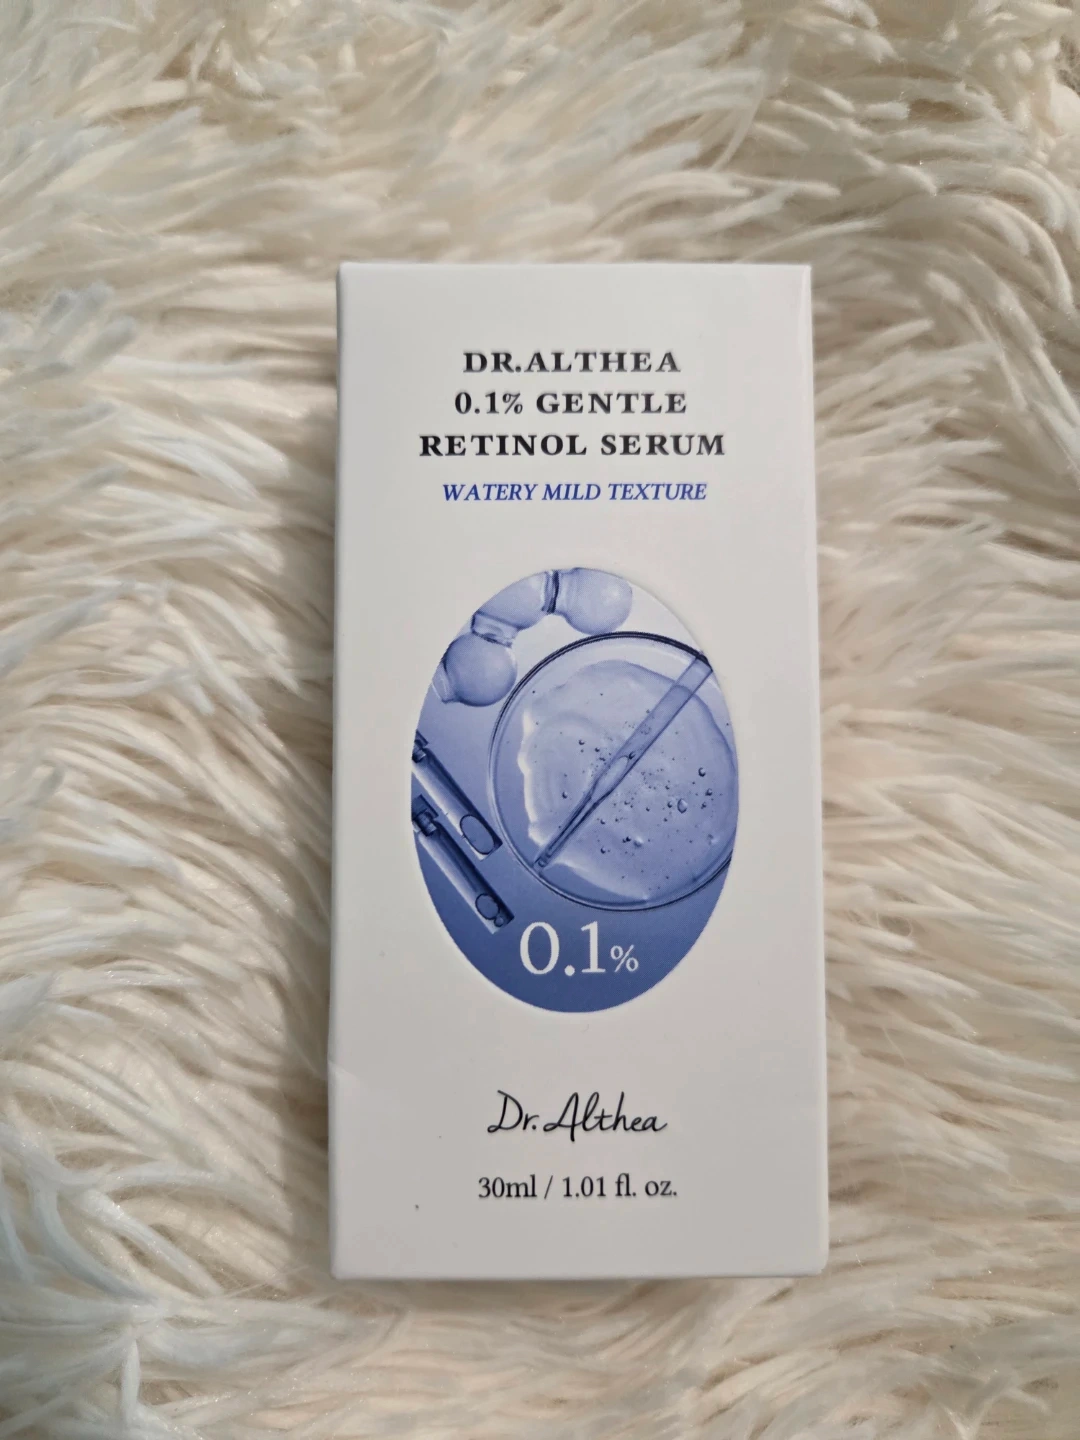 DR.ALTHEA
0.1% GENTLE
RETINOL SERUM
WATERY MILD TEXTURE
0.1%
Dr.Althea
30ml / 1.01 fl. oz.